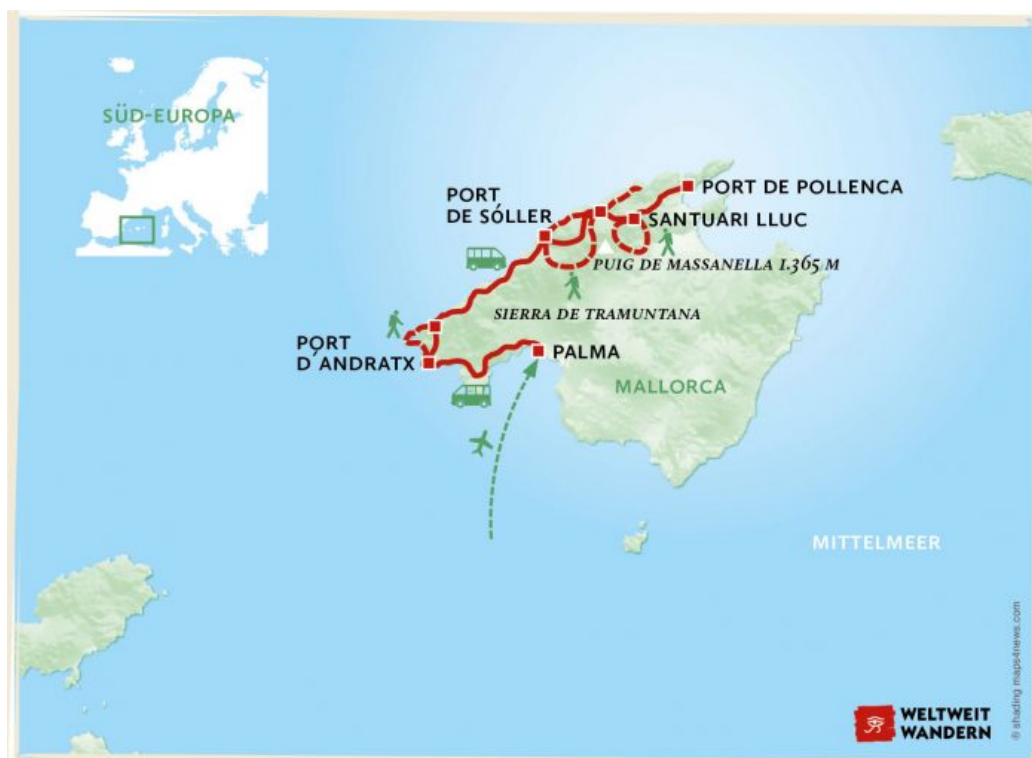 SÜD-EUROPA
PORT
DE SÓLLER
PORT DE POLLENCA
SANTUARI LLUC
PUIG DE MASSANELLA 1.365 M
SIERRA DE TRAMUNTANA
PORT
D´ANDRATX
PALMA
MALLORCA
MITTELMEER
WELTWEIT
WANDERN
© shading maps4news.com